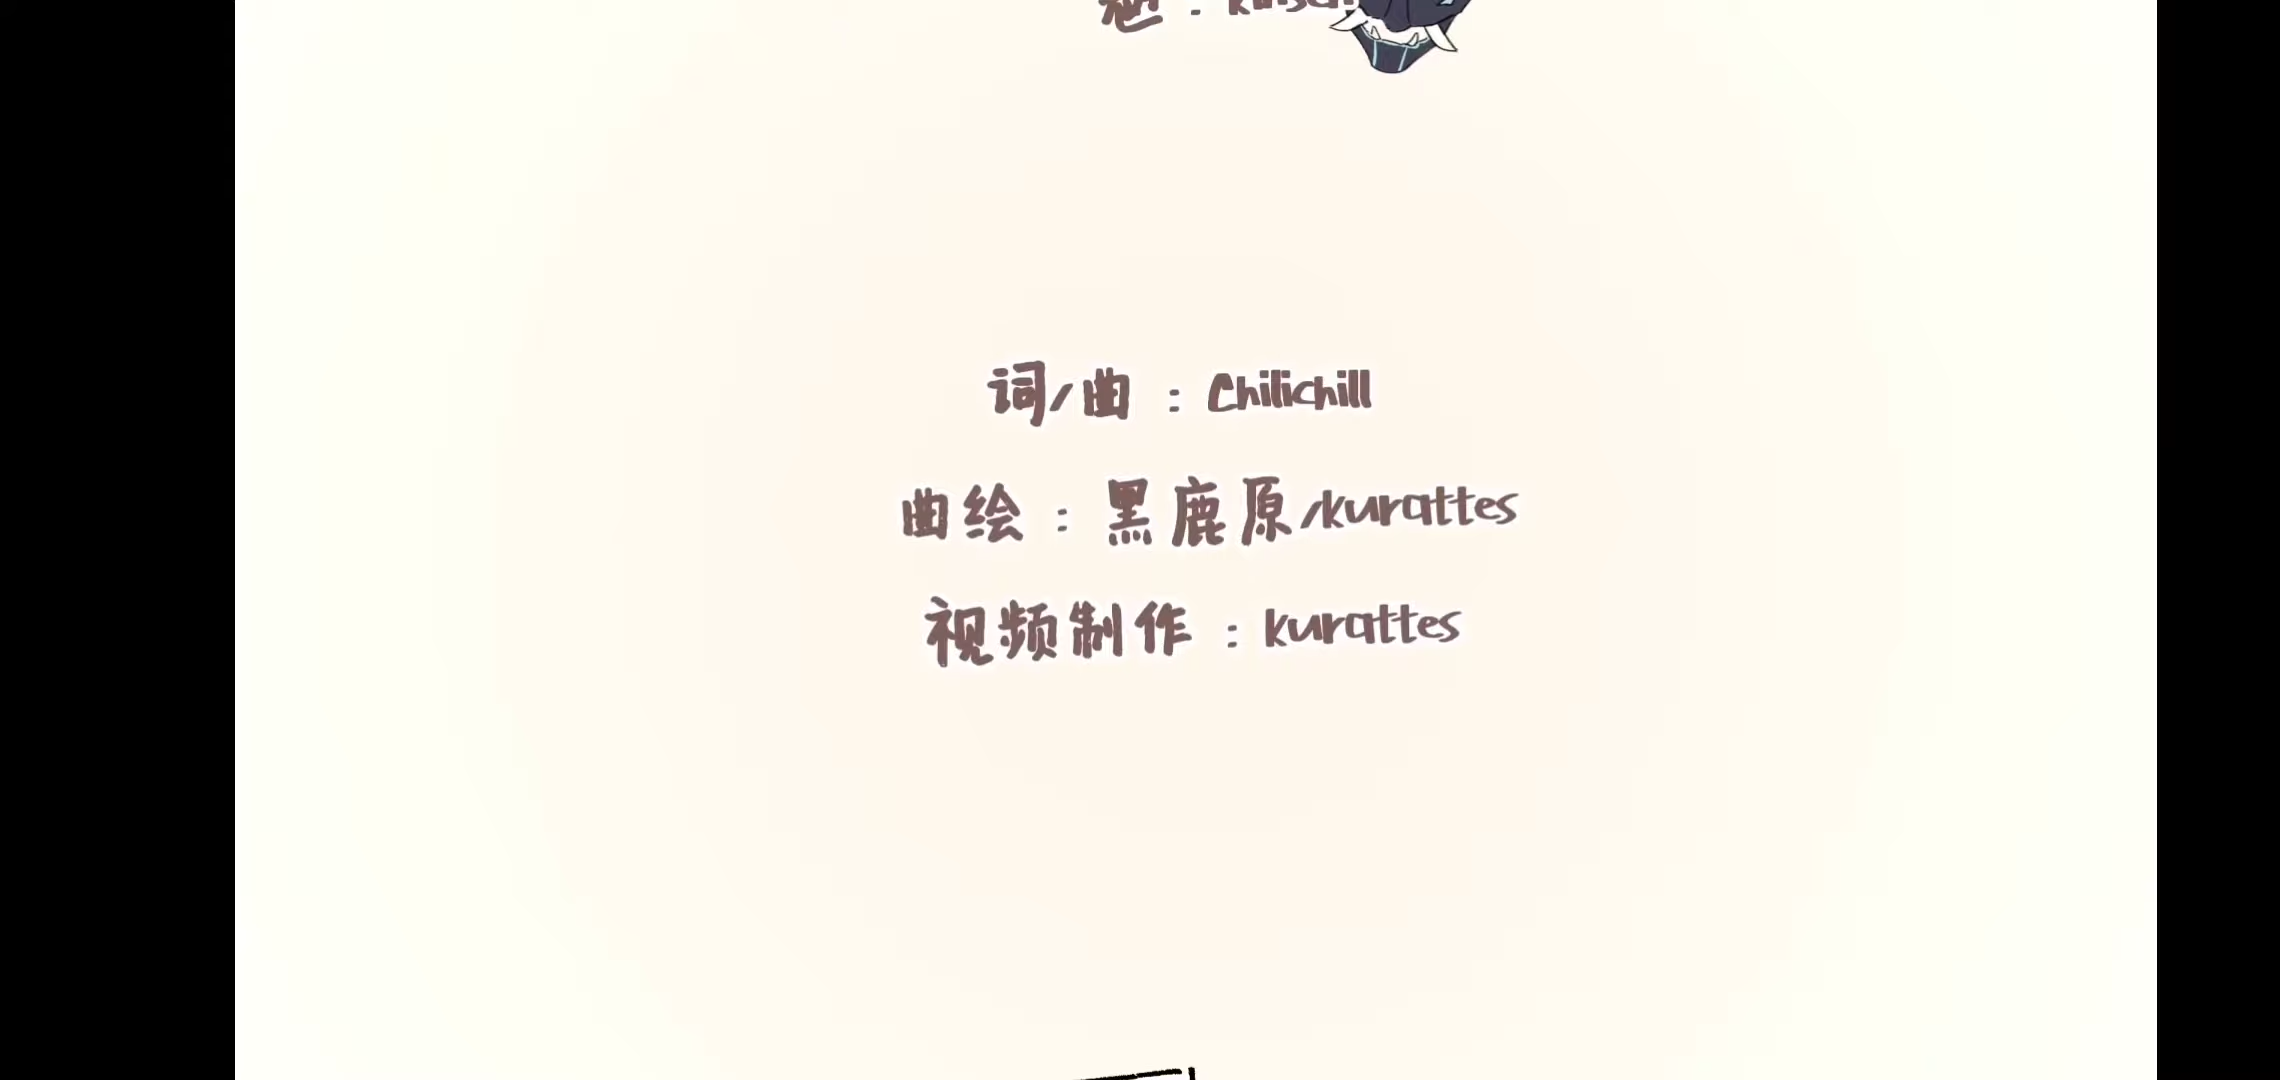 词/曲 : Chilichill
曲绘 : 黑鹿原/kurattes
视频制作 : kurattes